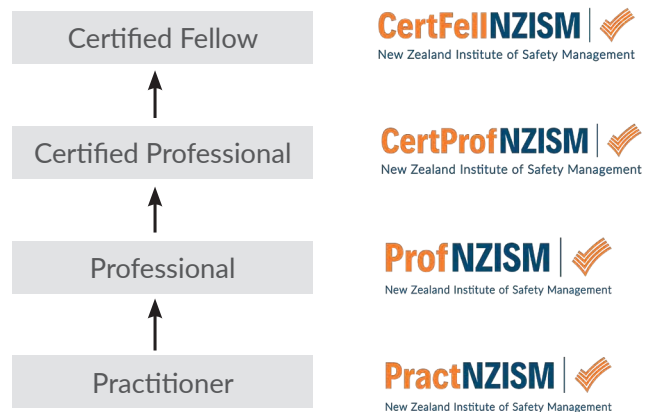 Certified Fellow
CertFellNZISM
New Zealand Institute of Safety Management
Certified Professional
CertProfNZISM
New Zealand Institute of Safety Management
Professional
ProfNZISM
New Zealand Institute of Safety Management
Practitioner
PractNZISM
New Zealand Institute of Safety Management